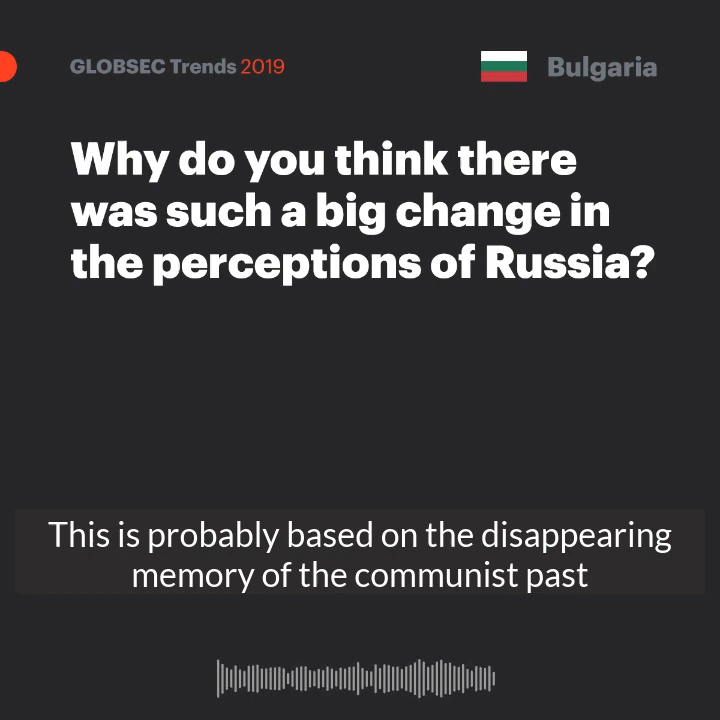 GLOBSEC Trends 2019
Bulgaria
Why do you think there
was such a big change in
the perceptions of Russia?
This is probably based on the disappearing
memory of the communist past